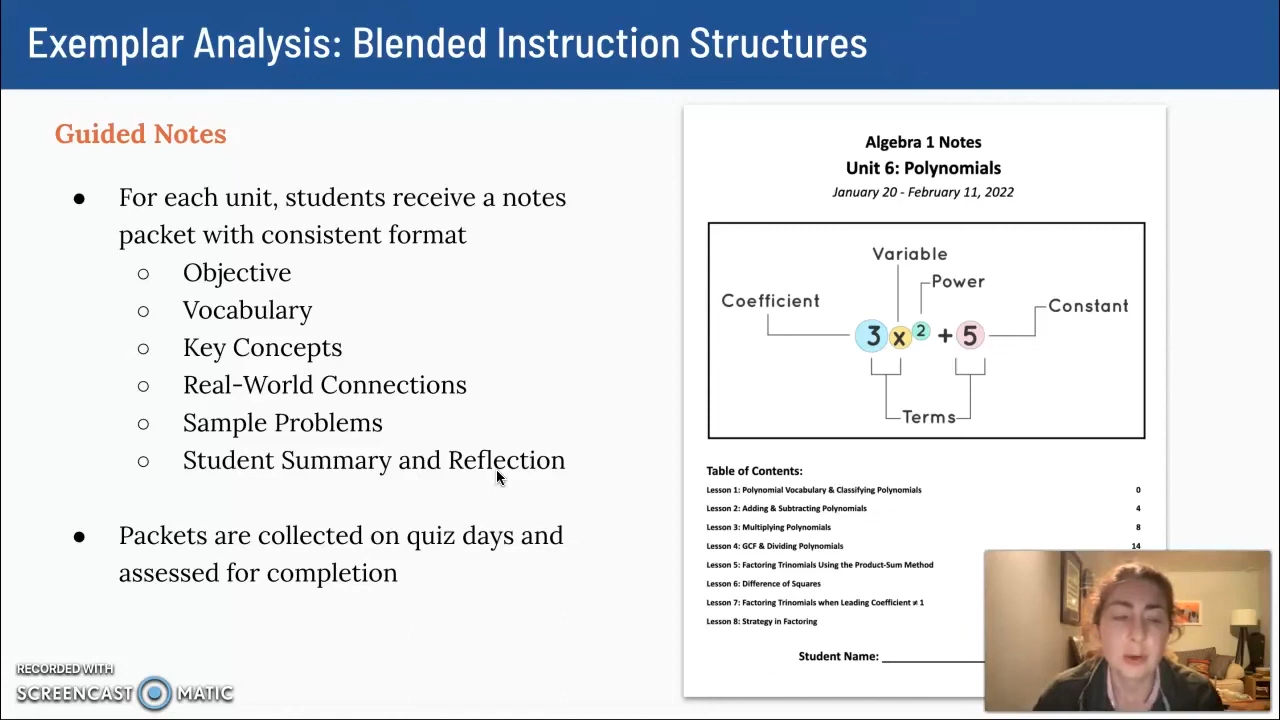 Exemplar Analysis: Blended Instruction Structures
Guided Notes
● For each unit, students receive a notes
packet with consistent format
○ Objective
○ Vocabulary
○ Key Concepts
○ Real-World Connections
○ Sample Problems
○ Student Summary and Reflection
● Packets are collected on quiz days and
assessed for completion
Algebra 1 Notes
Unit 6: Polynomials
January 20 - February 11, 2022
Variable
Power
Coefficient
Constant
3x² + 5
Terms
Table of Contents:
Lesson 1: Polynomial Vocabulary & Classifying Polynomials 0
Lesson 2: Adding & Subtracting Polynomials 4
Lesson 3: Multiplying Polynomials 8
Lesson 4: GCF & Dividing Polynomials 14
Lesson 5: Factoring Trinomials Using the Product-Sum Method
Lesson 6: Difference of Squares
Lesson 7: Factoring Trinomials when Leading Coefficient ≠ 1
Lesson 8: Strategy in Factoring
Student Name: ____________
RECORDED WITH
SCREENCAST MATIC